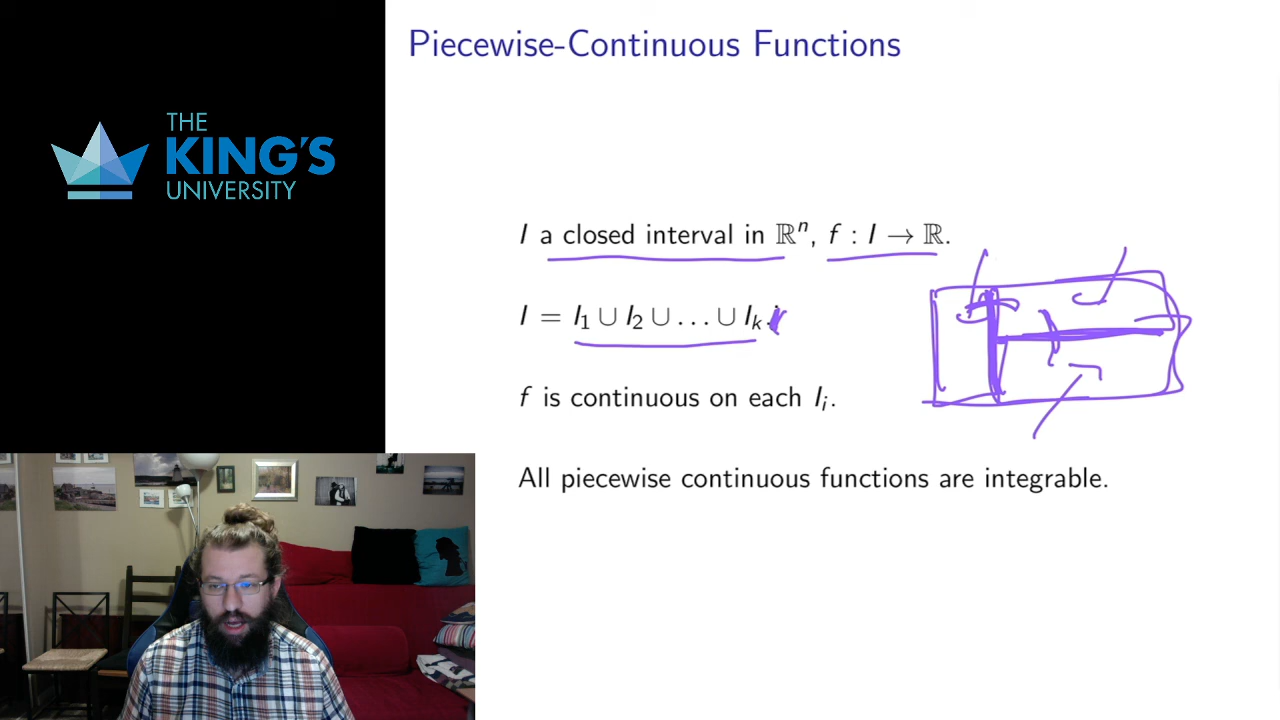 THE
KING'S
UNIVERSITY
Piecewise-Continuous Functions
I a closed interval in ℝⁿ, f : I → ℝ.
I = I₁ ∪ I₂ ∪ … ∪ Iₖ.
f is continuous on each Iᵢ.
All piecewise continuous functions are integrable.